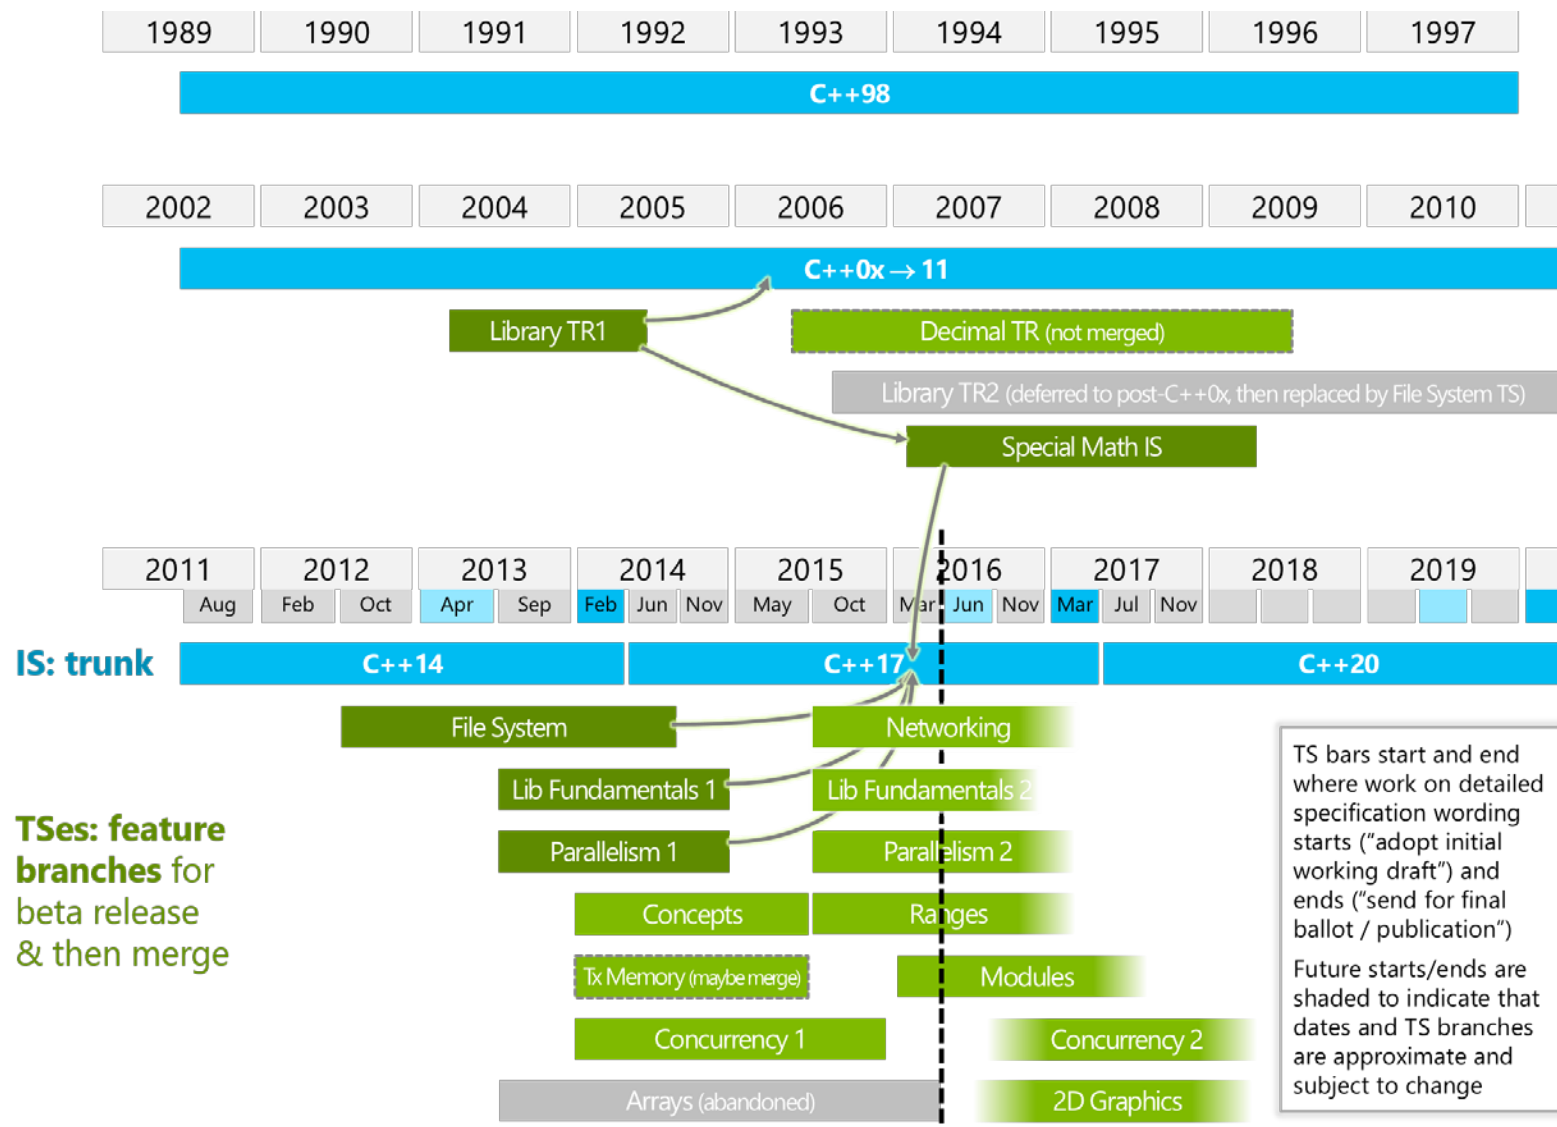 1989 1990 1991 1992 1993 1994 1995 1996 1997
C++98
2002 2003 2004 2005 2006 2007 2008 2009 2010
C++0x → 11
Library TR1
Decimal TR (not merged)
Library TR2 (deferred to post-C++0x, then replaced by File System TS)
Special Math IS
2011 2012 2013 2014 2015 2016 2017 2018 2019
Aug Feb Oct Apr Sep Feb Jun Nov May Oct Mar Jun Nov Mar Jul Nov
IS: trunk
C++14 C++17 C++20
File System Networking
Lib Fundamentals 1 Lib Fundamentals 2
Parallelism 1 Parallelism 2
Concepts Ranges
Tx Memory (maybe merge) Modules
Concurrency 1 Concurrency 2
Arrays (abandoned) 2D Graphics
TSes: feature
branches for
beta release
& then merge
TS bars start and end
where work on detailed
specification wording
starts (“adopt initial
working draft”) and
ends (“send for final
ballot / publication”)
Future starts/ends are
shaded to indicate that
dates and TS branches
are approximate and
subject to change